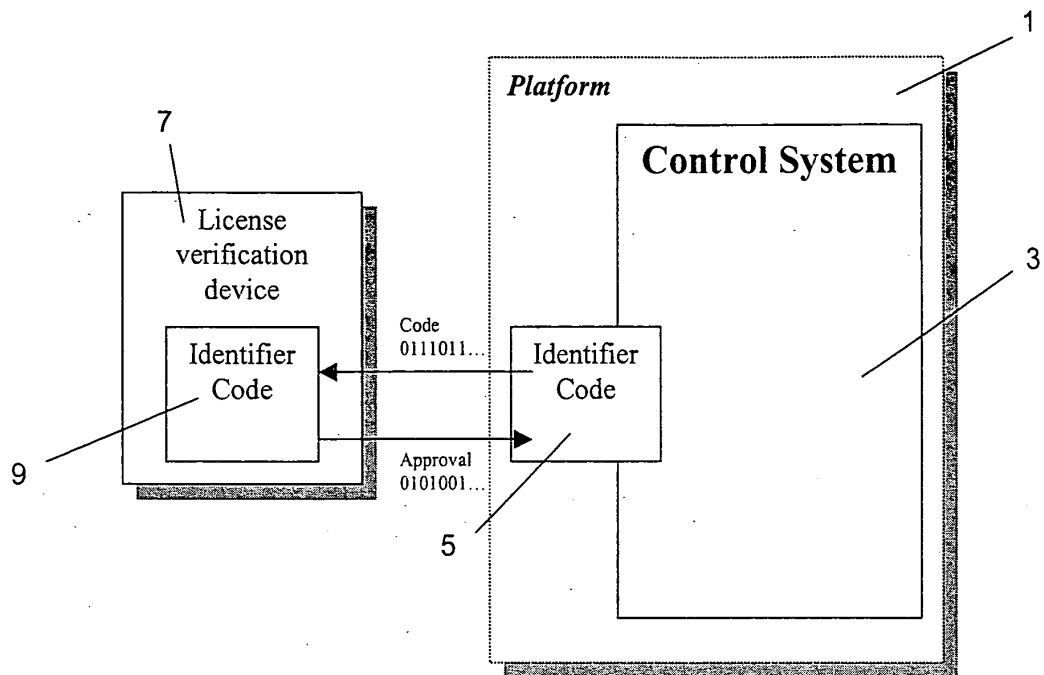 1
Platform
7
Control System
License
verification
device
3
Code
0111011...
Identifier
Code
Identifier
Code
Approval
0101001...
9
5